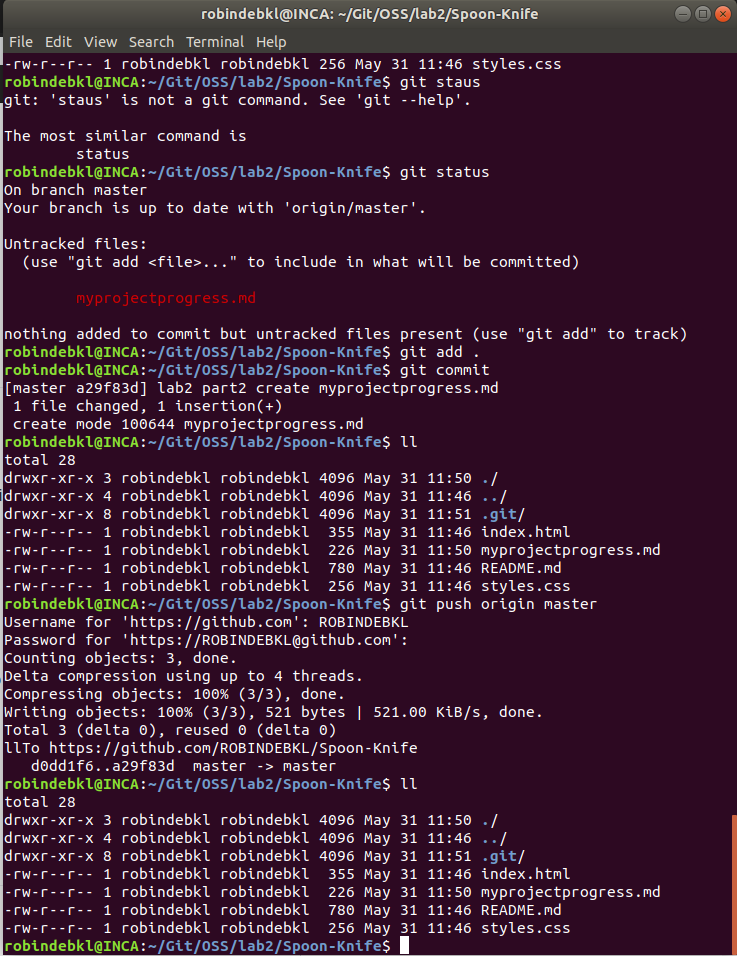 robindebkl@INCA: ~/Git/OSS/lab2/Spoon-Knife
File Edit View Search Terminal Help
-rw-r--r-- 1 robindebkl robindebkl 256 May 31 11:46 styles.css
robindebkl@INCA:~/Git/OSS/lab2/Spoon-Knife$ git staus
git: 'staus' is not a git command. See 'git --help'.

The most similar command is
        status
robindebkl@INCA:~/Git/OSS/lab2/Spoon-Knife$ git status
On branch master
Your branch is up to date with 'origin/master'.

Untracked files:
  (use "git add <file>..." to include in what will be committed)

        myprojectprogress.md

nothing added to commit but untracked files present (use "git add" to track)
robindebkl@INCA:~/Git/OSS/lab2/Spoon-Knife$ git add .
robindebkl@INCA:~/Git/OSS/lab2/Spoon-Knife$ git commit
[master a29f83d] lab2 part2 create myprojectprogress.md
 1 file changed, 1 insertion(+)
 create mode 100644 myprojectprogress.md
robindebkl@INCA:~/Git/OSS/lab2/Spoon-Knife$ ll
total 28
drwxr-xr-x 3 robindebkl robindebkl 4096 May 31 11:50 ./
drwxr-xr-x 4 robindebkl robindebkl 4096 May 31 11:46 ../
drwxr-xr-x 8 robindebkl robindebkl 4096 May 31 11:51 .git/
-rw-r--r-- 1 robindebkl robindebkl  355 May 31 11:46 index.html
-rw-r--r-- 1 robindebkl robindebkl  226 May 31 11:50 myprojectprogress.md
-rw-r--r-- 1 robindebkl robindebkl  780 May 31 11:46 README.md
-rw-r--r-- 1 robindebkl robindebkl  256 May 31 11:46 styles.css
robindebkl@INCA:~/Git/OSS/lab2/Spoon-Knife$ git push origin master
Username for 'https://github.com': ROBINDEBKL
Password for 'https://ROBINDEBKL@github.com':
Counting objects: 3, done.
Delta compression using up to 4 threads.
Compressing objects: 100% (3/3), done.
Writing objects: 100% (3/3), 521 bytes | 521.00 KiB/s, done.
Total 3 (delta 0), reused 0 (delta 0)
llTo https://github.com/ROBINDEBKL/Spoon-Knife
   d0dd1f6..a29f83d  master -> master
robindebkl@INCA:~/Git/OSS/lab2/Spoon-Knife$ ll
total 28
drwxr-xr-x 3 robindebkl robindebkl 4096 May 31 11:50 ./
drwxr-xr-x 4 robindebkl robindebkl 4096 May 31 11:46 ../
drwxr-xr-x 8 robindebkl robindebkl 4096 May 31 11:51 .git/
-rw-r--r-- 1 robindebkl robindebkl  355 May 31 11:46 index.html
-rw-r--r-- 1 robindebkl robindebkl  226 May 31 11:50 myprojectprogress.md
-rw-r--r-- 1 robindebkl robindebkl  780 May 31 11:46 README.md
-rw-r--r-- 1 robindebkl robindebkl  256 May 31 11:46 styles.css
robindebkl@INCA:~/Git/OSS/lab2/Spoon-Knife$